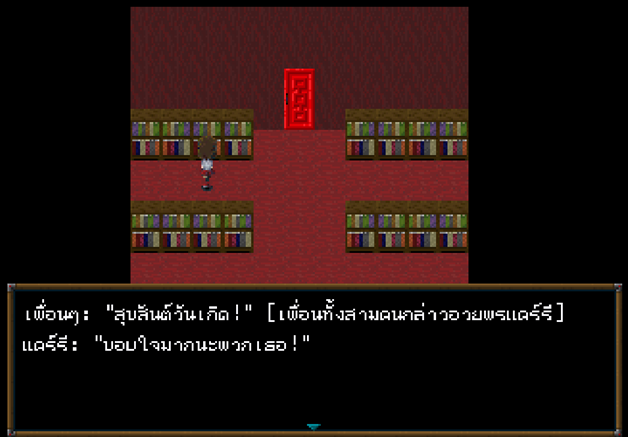 เพื่อนๆ: "สุขสันต์วันเกิด!" [เพื่อนทั้งสามคนกล่าวอวยพรแคร์รี่]
แคร์รี่: "ขอบใจมากนะพวกเธอ!"